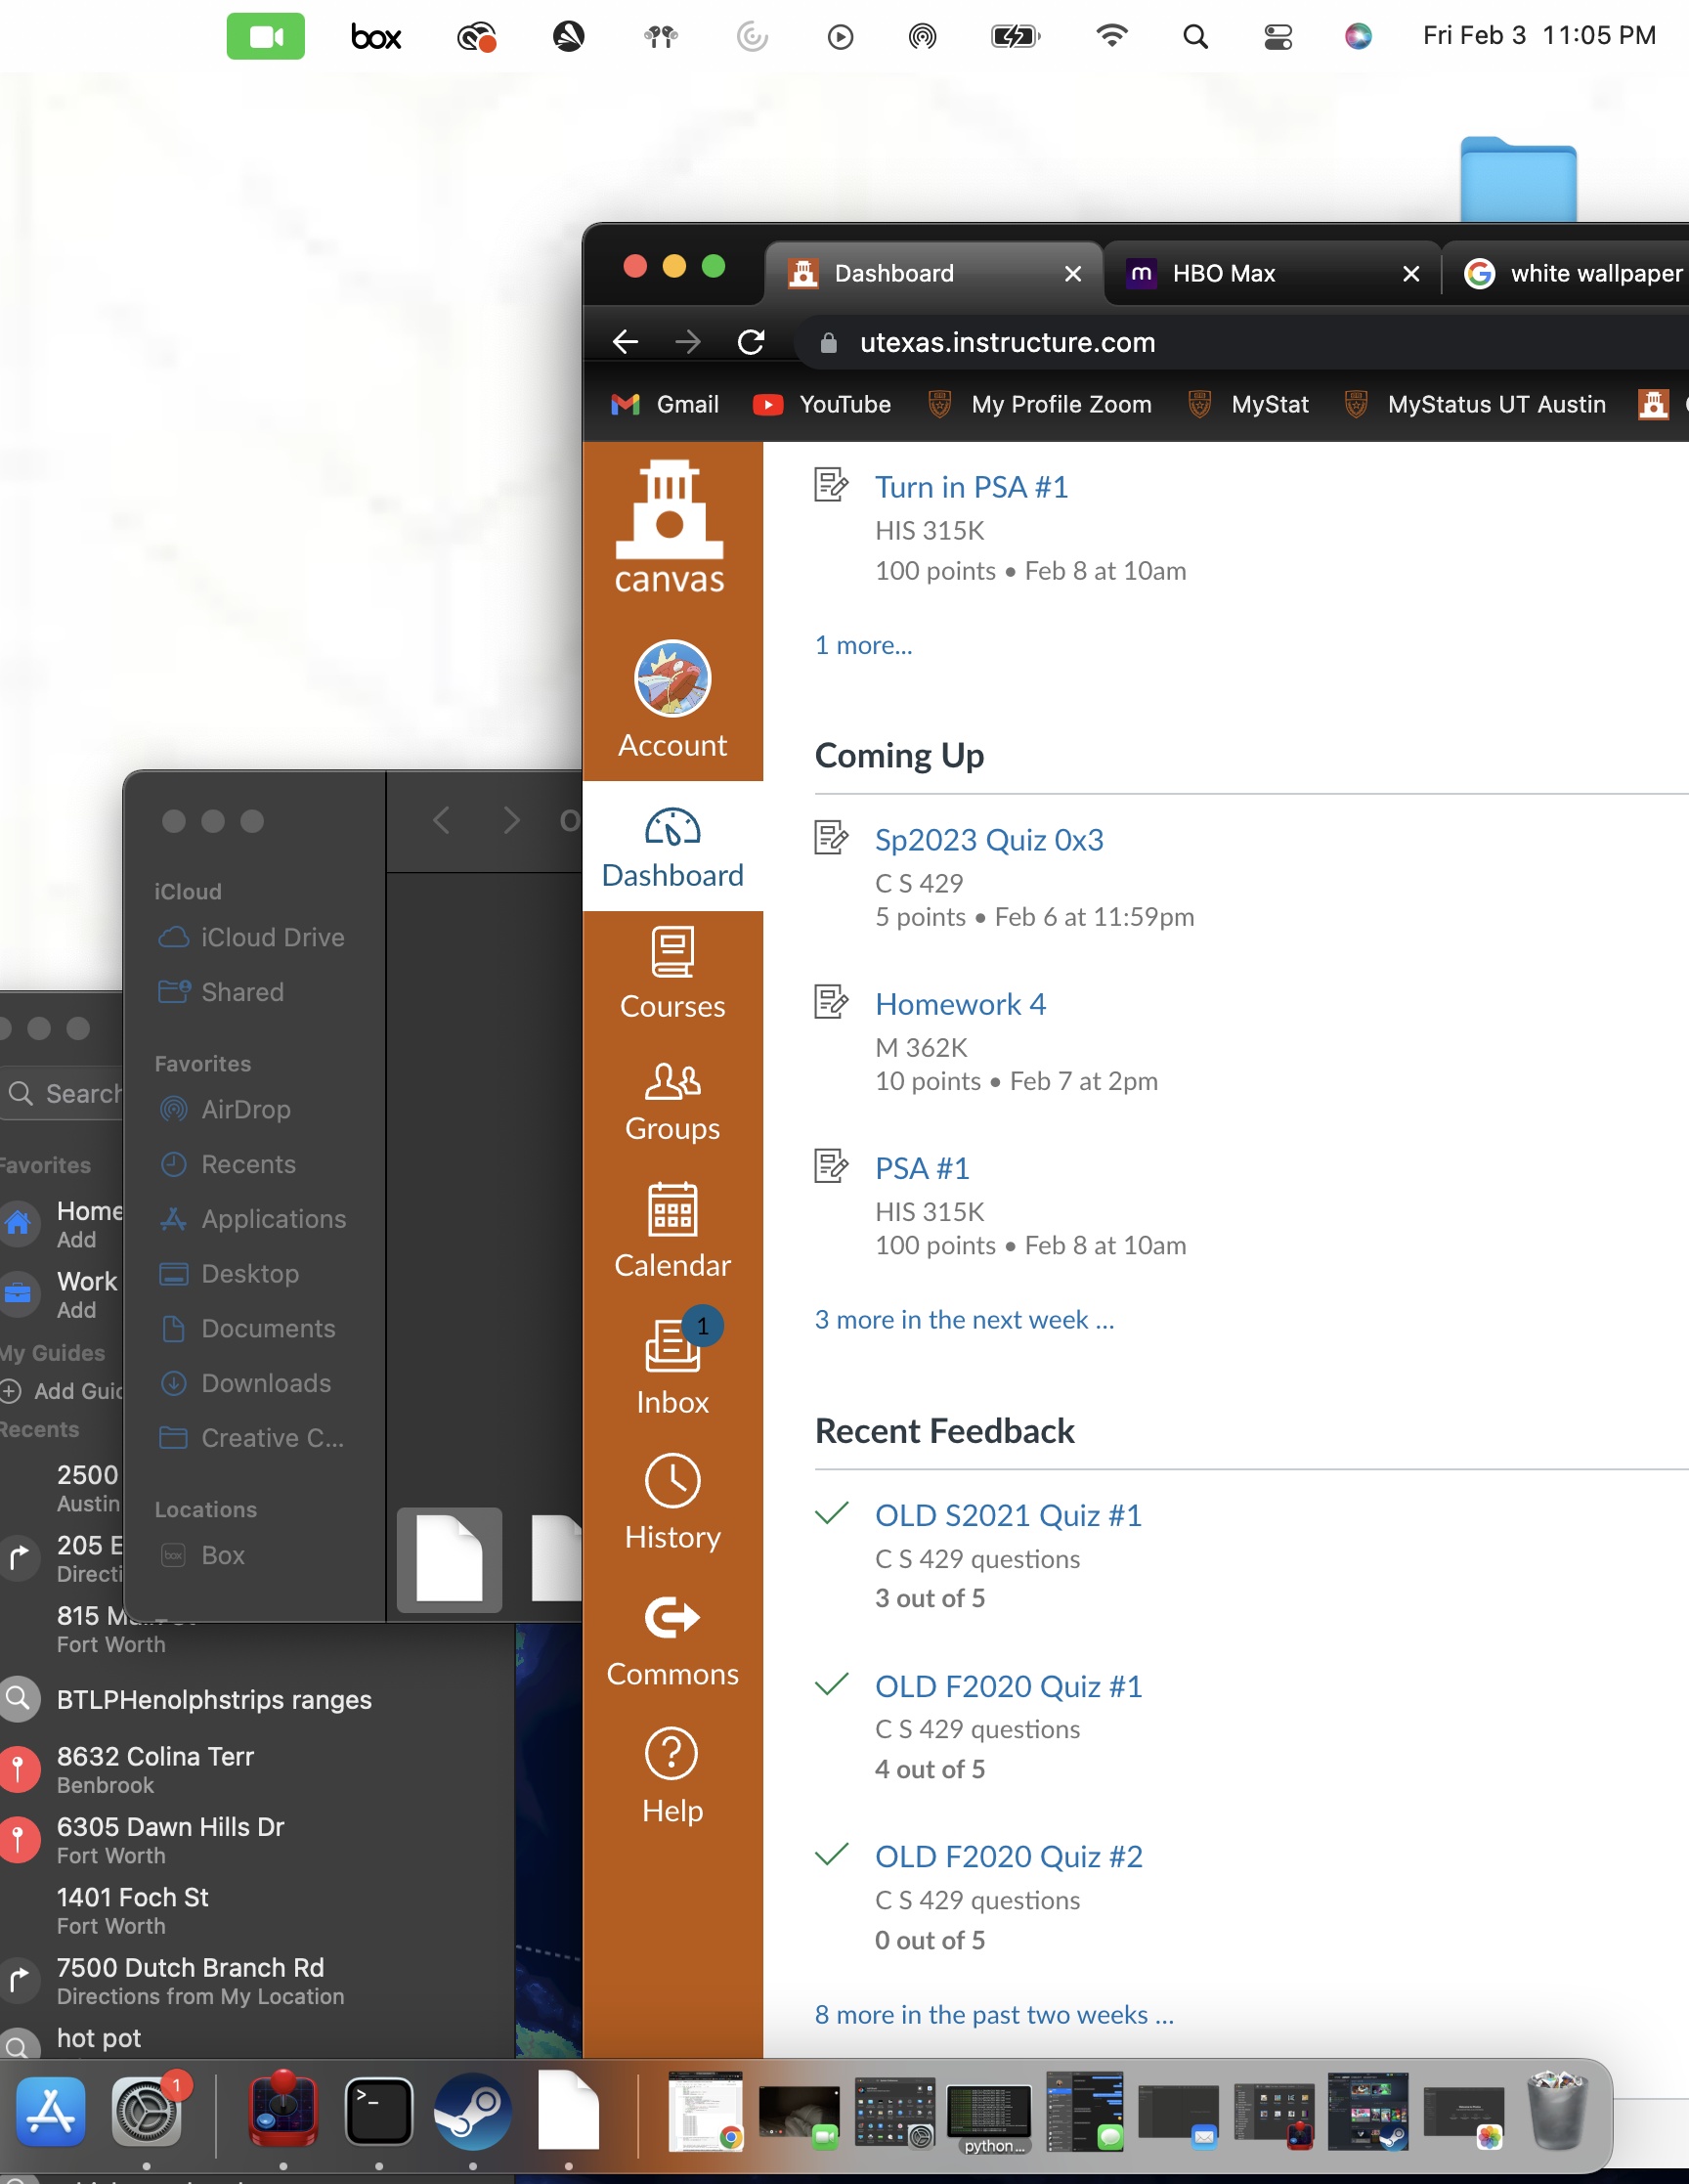 box
Fri Feb 3 11:05 PM
Dashboard
HBO Max
white wallpaper
utexas.instructure.com
Gmail
YouTube
My Profile Zoom
MyStat
MyStatus UT Austin
canvas
Account
Dashboard
Courses
Groups
Calendar
1
Inbox
History
Commons
Help
Turn in PSA #1
HIS 315K
100 points • Feb 8 at 10am
1 more...
Coming Up
Sp2023 Quiz 0x3
C S 429
5 points • Feb 6 at 11:59pm
Homework 4
M 362K
10 points • Feb 7 at 2pm
PSA #1
HIS 315K
100 points • Feb 8 at 10am
3 more in the next week ...
Recent Feedback
OLD S2021 Quiz #1
C S 429 questions
3 out of 5
OLD F2020 Quiz #1
C S 429 questions
4 out of 5
OLD F2020 Quiz #2
C S 429 questions
0 out of 5
8 more in the past two weeks ...
iCloud
iCloud Drive
Shared
Favorites
AirDrop
Recents
Applications
Desktop
Documents
Downloads
Creative C...
Locations
Box
Search
Favorites
Home
Add
Work
Add
My Guides
Add
Recents
2500
Austin
205 E
815
Fort Worth
BTLPHenolphstrips ranges
8632 Colina Terr
Benbrook
6305 Dawn Hills Dr
Fort Worth
1401 Foch St
Fort Worth
7500 Dutch Branch Rd
Directions from My Location
hot pot
1
python...